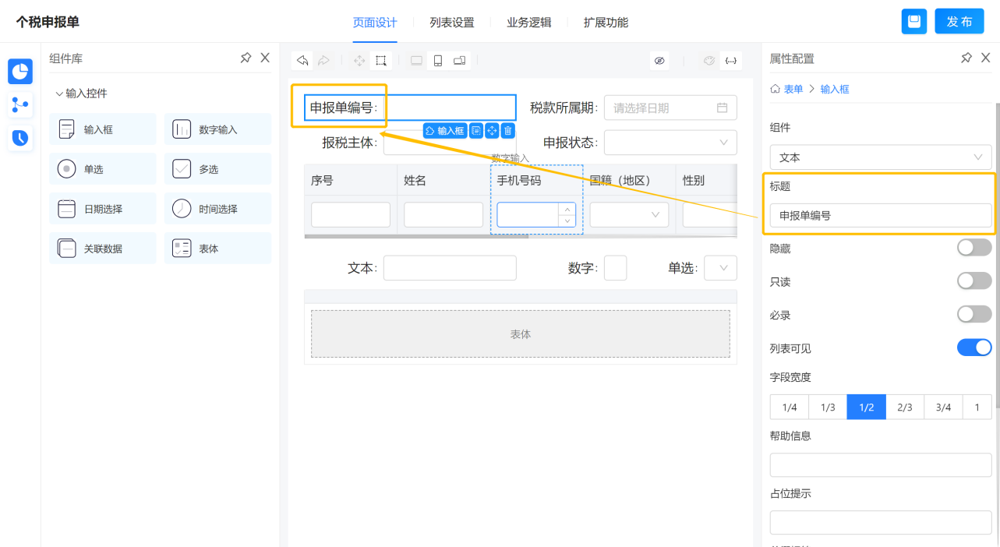 个税申报单
页面设计
列表设置
业务逻辑
扩展功能
发布
组件库
输入控件
输入框
数字输入
单选
多选
日期选择
时间选择
关联数据
表体
申报单编号:
税款所属期:
请选择日期
输入框
报税主体:
申报状态:
数字输入
序号
姓名
手机号码
国籍（地区）
性别
文本:
数字:
单选:
表体
属性配置
表单
输入框
组件
文本
标题
申报单编号
隐藏
只读
必录
列表可见
字段宽度
1/4
1/3
1/2
2/3
3/4
1
帮助信息
占位提示